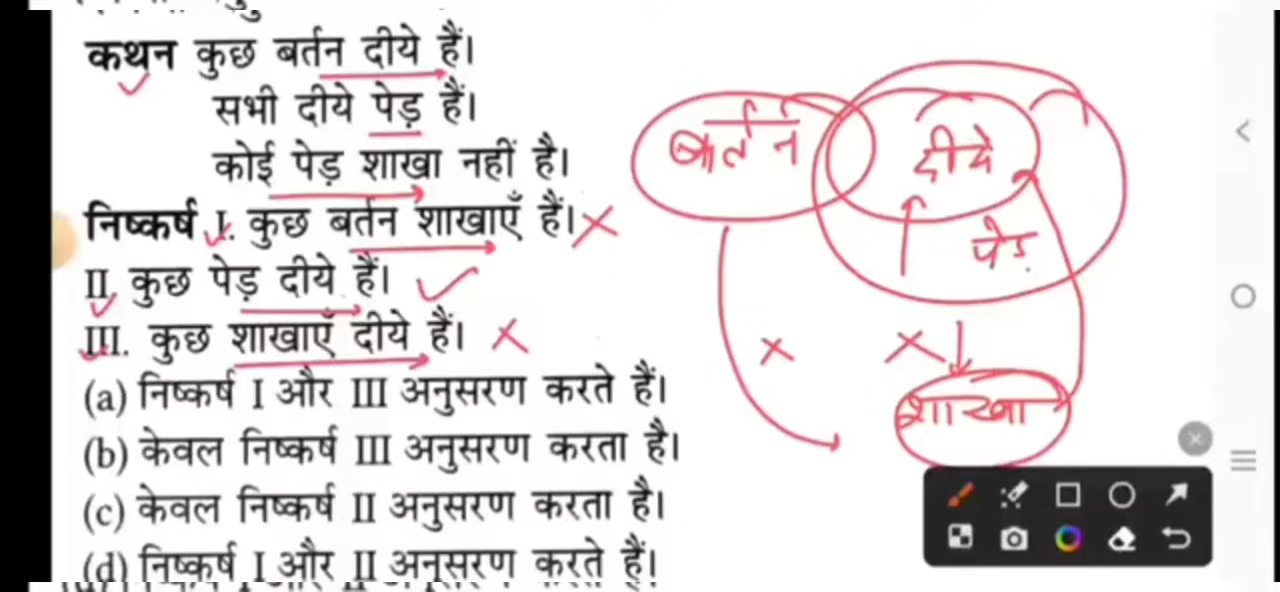 कथन कुछ बर्तन दीये हैं।
सभी दीये पेड़ हैं।
कोई पेड़ शाखा नहीं है।
निष्कर्ष I. कुछ बर्तन शाखाएँ हैं।
II. कुछ पेड़ दीये हैं।
III. कुछ शाखाएँ दीये हैं।
(a) निष्कर्ष I और III अनुसरण करते हैं।
(b) केवल निष्कर्ष III अनुसरण करता है।
(c) केवल निष्कर्ष II अनुसरण करता है।
(d) निष्कर्ष I और II अनुसरण करते हैं।
बर्तन
दीये
पेड़
शाखा